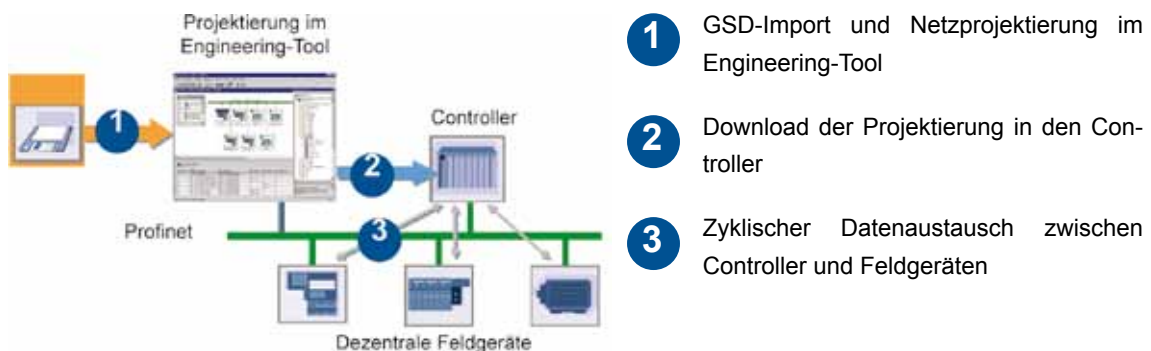 Projektierung im
Engineering-Tool
1
Controller
2
Profinet
3
Dezentrale Feldgeräte
1
GSD-Import und Netzprojektierung im
Engineering-Tool
2
Download der Projektierung in den Con-
troller
3
Zyklischer Datenaustausch zwischen
Controller und Feldgeräten